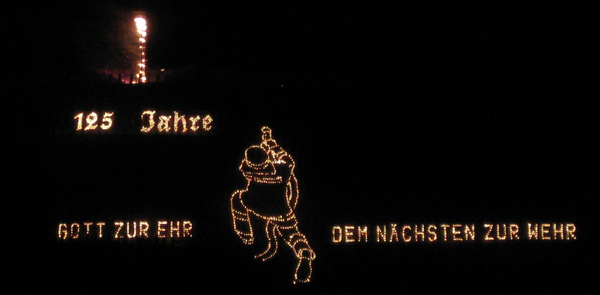 125 Jahre
GOTT ZUR EHR DEM NÄCHSTEN ZUR WEHR